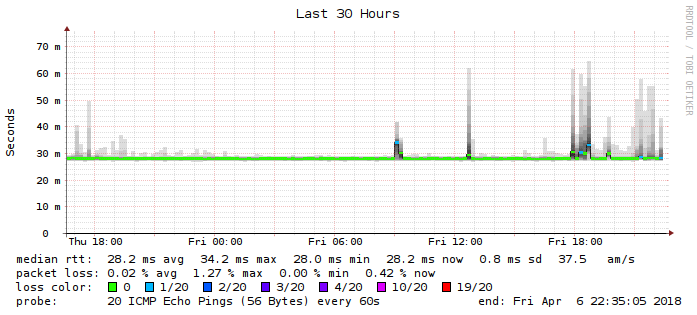 Last 30 Hours
RRDTOOL / TOBI OETIKER
Seconds
70 m
60 m
50 m
40 m
30 m
20 m
10 m
0
Thu 18:00 Fri 00:00 Fri 06:00 Fri 12:00 Fri 18:00
median rtt: 28.2 ms avg 34.2 ms max 28.0 ms min 28.2 ms now 0.8 ms sd 37.5 am/s
packet loss: 0.02 % avg 1.27 % max 0.00 % min 0.42 % now
loss color: 0 1/20 2/20 3/20 4/20 10/20 19/20
probe: 20 ICMP Echo Pings (56 Bytes) every 60s end: Fri Apr 6 22:35:05 2018